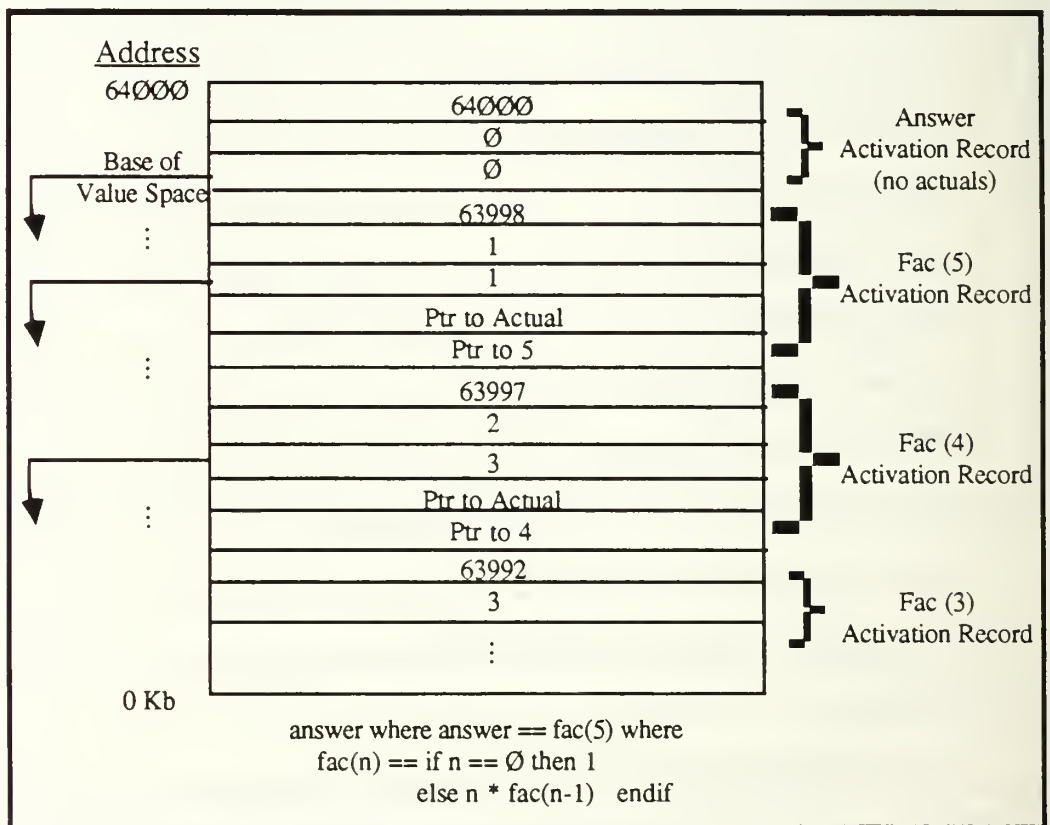 Address
64ØØØ
64ØØØ
Ø
Ø
Answer
Activation Record
(no actuals)
Base of
Value Space
⋮
63998
1
1
Ptr to Actual
Ptr to 5
Fac (5)
Activation Record
⋮
63997
2
3
Ptr to Actual
Ptr to 4
Fac (4)
Activation Record
⋮
63992
3
⋮
Fac (3)
Activation Record
0 Kb
answer where answer == fac(5) where
fac(n) == if n == Ø then 1
else n * fac(n-1) endif